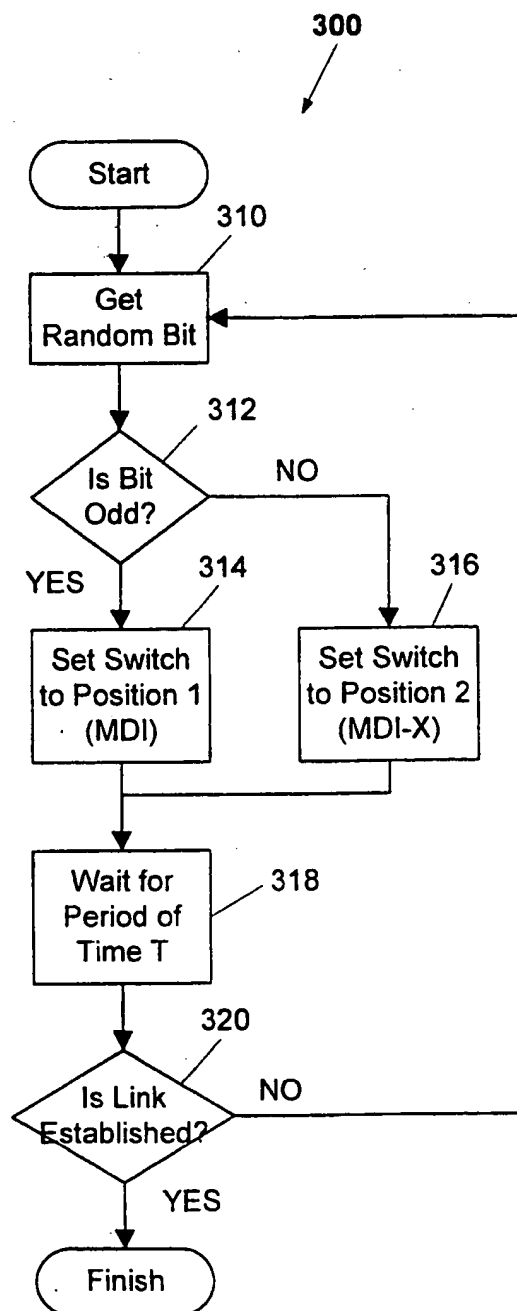 300
Start
310
Get
Random Bit
312
Is Bit
Odd?
NO
YES
314
316
Set Switch
to Position 1
(MDI)
Set Switch
to Position 2
(MDI-X)
Wait for
Period of
Time T
318
320
Is Link
Established?
NO
YES
Finish